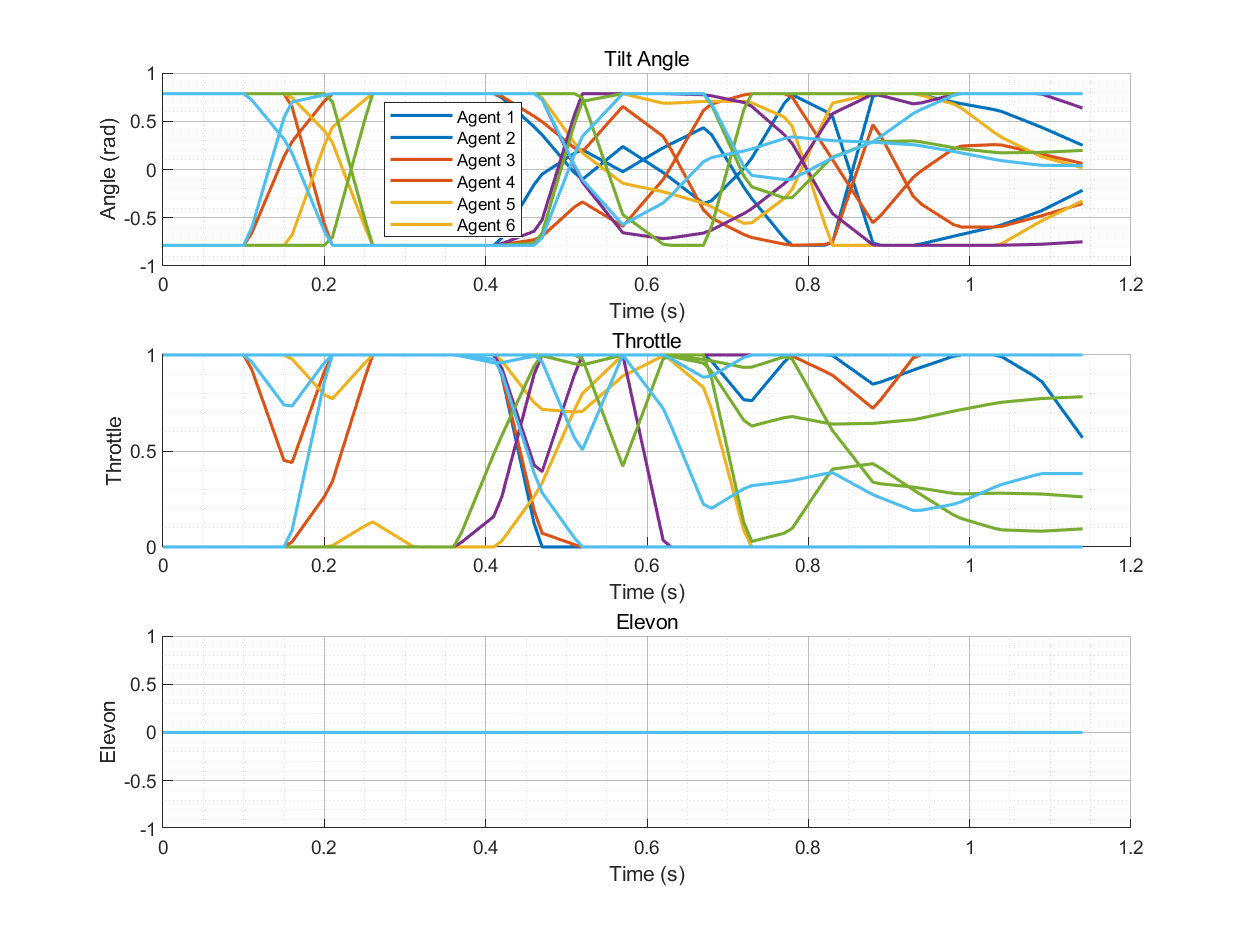 Tilt Angle
1
0.5
0
-0.5
-1
Angle (rad)
Agent 1
Agent 2
Agent 3
Agent 4
Agent 5
Agent 6
0 0.2 0.4 0.6 0.8 1 1.2
Time (s)
Throttle
1
0.5
0
Throttle
0 0.2 0.4 0.6 0.8 1 1.2
Time (s)
Elevon
1
0.5
0
-0.5
-1
Elevon
0 0.2 0.4 0.6 0.8 1 1.2
Time (s)